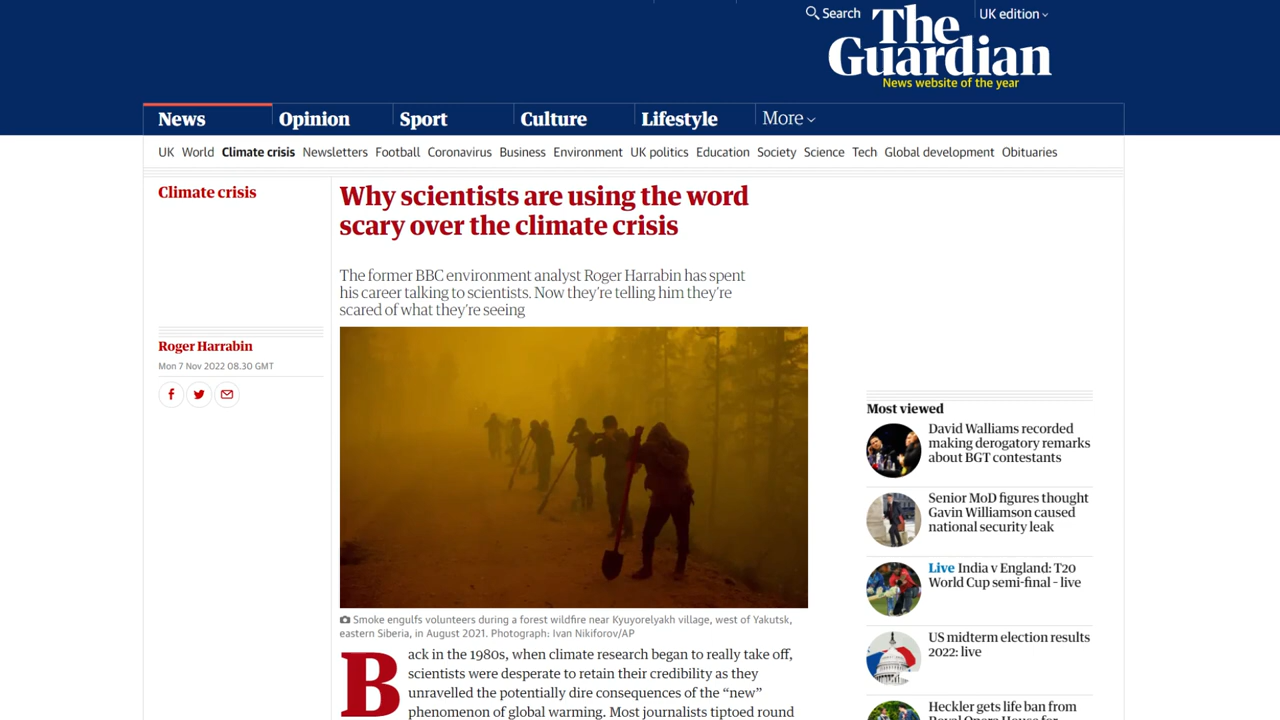 Search
UK edition
The
Guardian
News website of the year
News
Opinion
Sport
Culture
Lifestyle
More
UK World Climate crisis Newsletters Football Coronavirus Business Environment UK politics Education Society Science Tech Global development Obituaries
Climate crisis
Why scientists are using the word
scary over the climate crisis
The former BBC environment analyst Roger Harrabin has spent
his career talking to scientists. Now they're telling him they're
scared of what they're seeing
Roger Harrabin
Mon 7 Nov 2022 08.30 GMT
Smoke engulfs volunteers during a forest wildfire near Kyuyorelyakh village, west of Yakutsk,
eastern Siberia, in August 2021. Photograph: Ivan Nikiforov/AP
Back in the 1980s, when climate research began to really take off,
scientists were desperate to retain their credibility as they
unravelled the potentially dire consequences of the “new”
phenomenon of global warming. Most journalists tiptoed round
Most viewed
David Walliams recorded
making derogatory remarks
about BGT contestants
Senior MoD figures thought
Gavin Williamson caused
national security leak
Live India v England: T20
World Cup semi-final – live
US midterm election results
2022: live
Heckler gets life ban from
Royal Opera House for